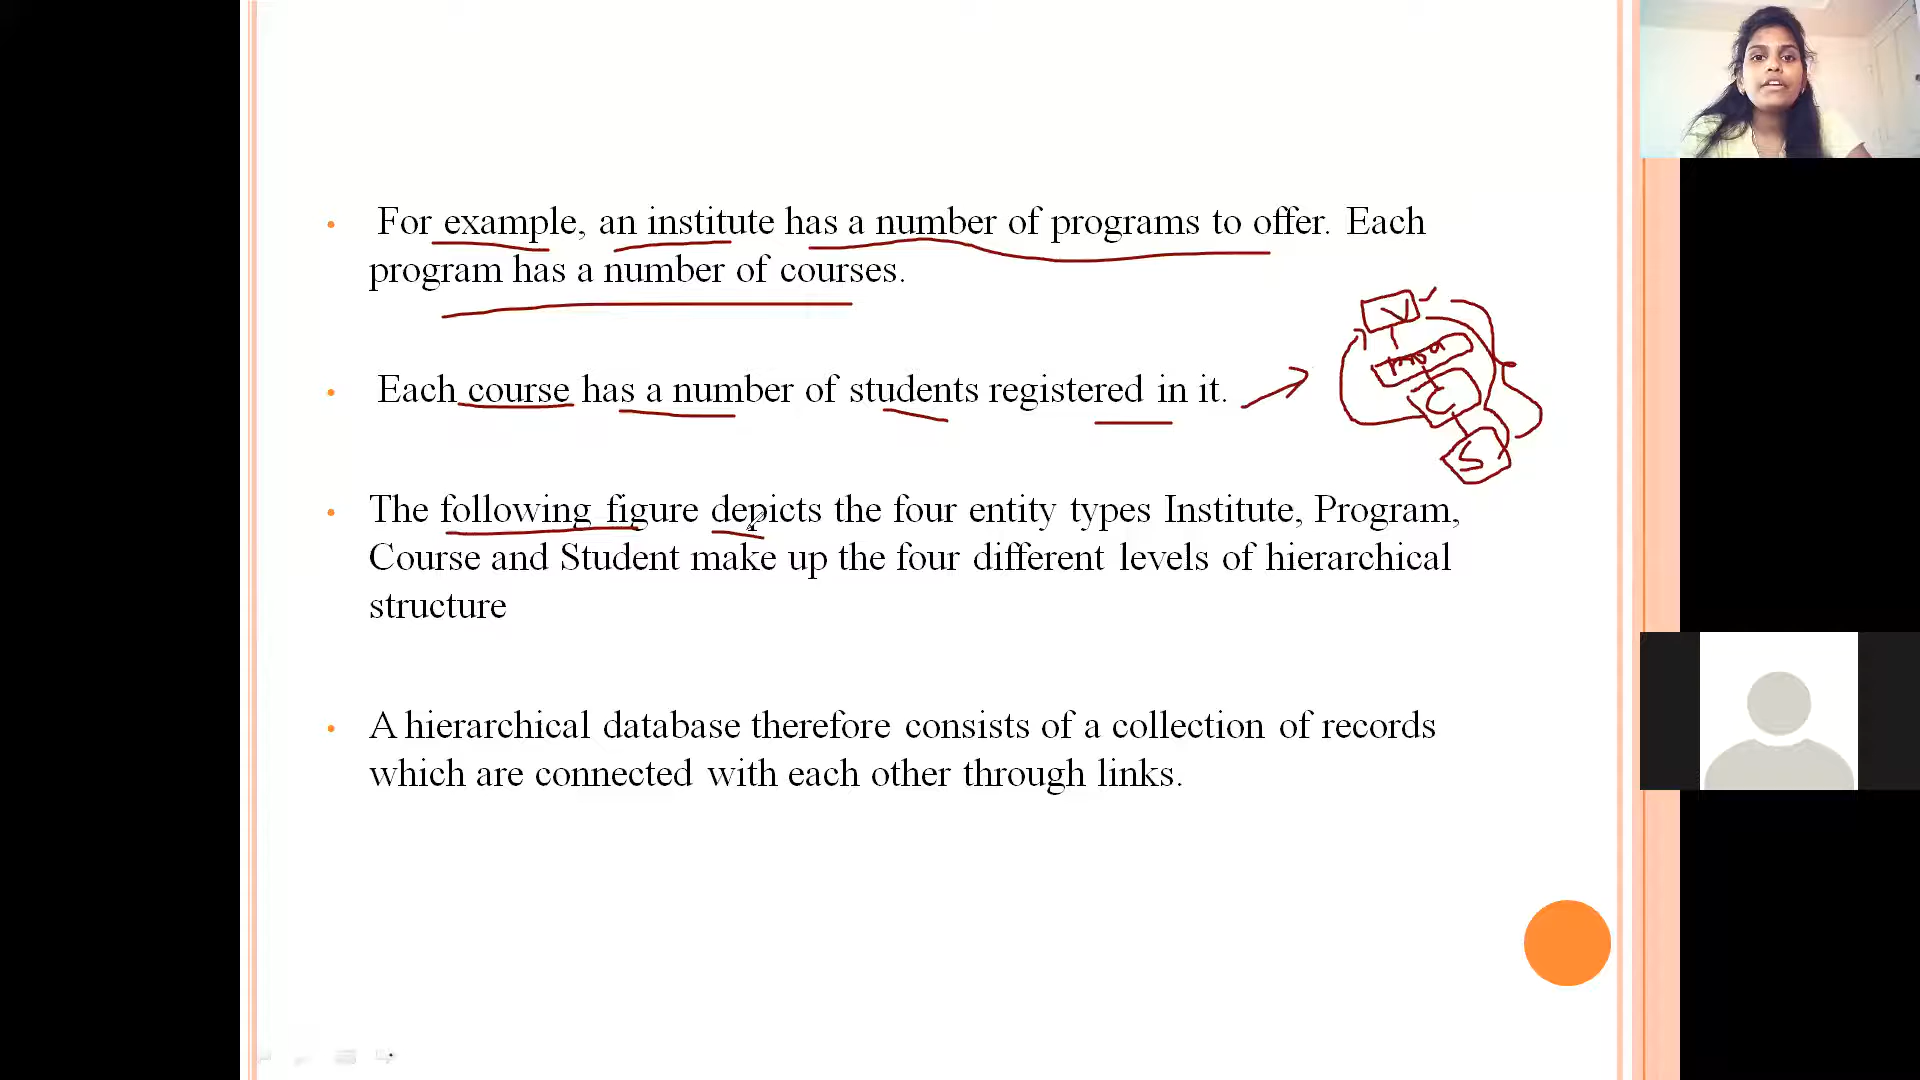 For example, an institute has a number of programs to offer. Each
program has a number of courses.
Each course has a number of students registered in it.
The following figure depicts the four entity types Institute, Program,
Course and Student make up the four different levels of hierarchical
structure
A hierarchical database therefore consists of a collection of records
which are connected with each other through links.
C
S